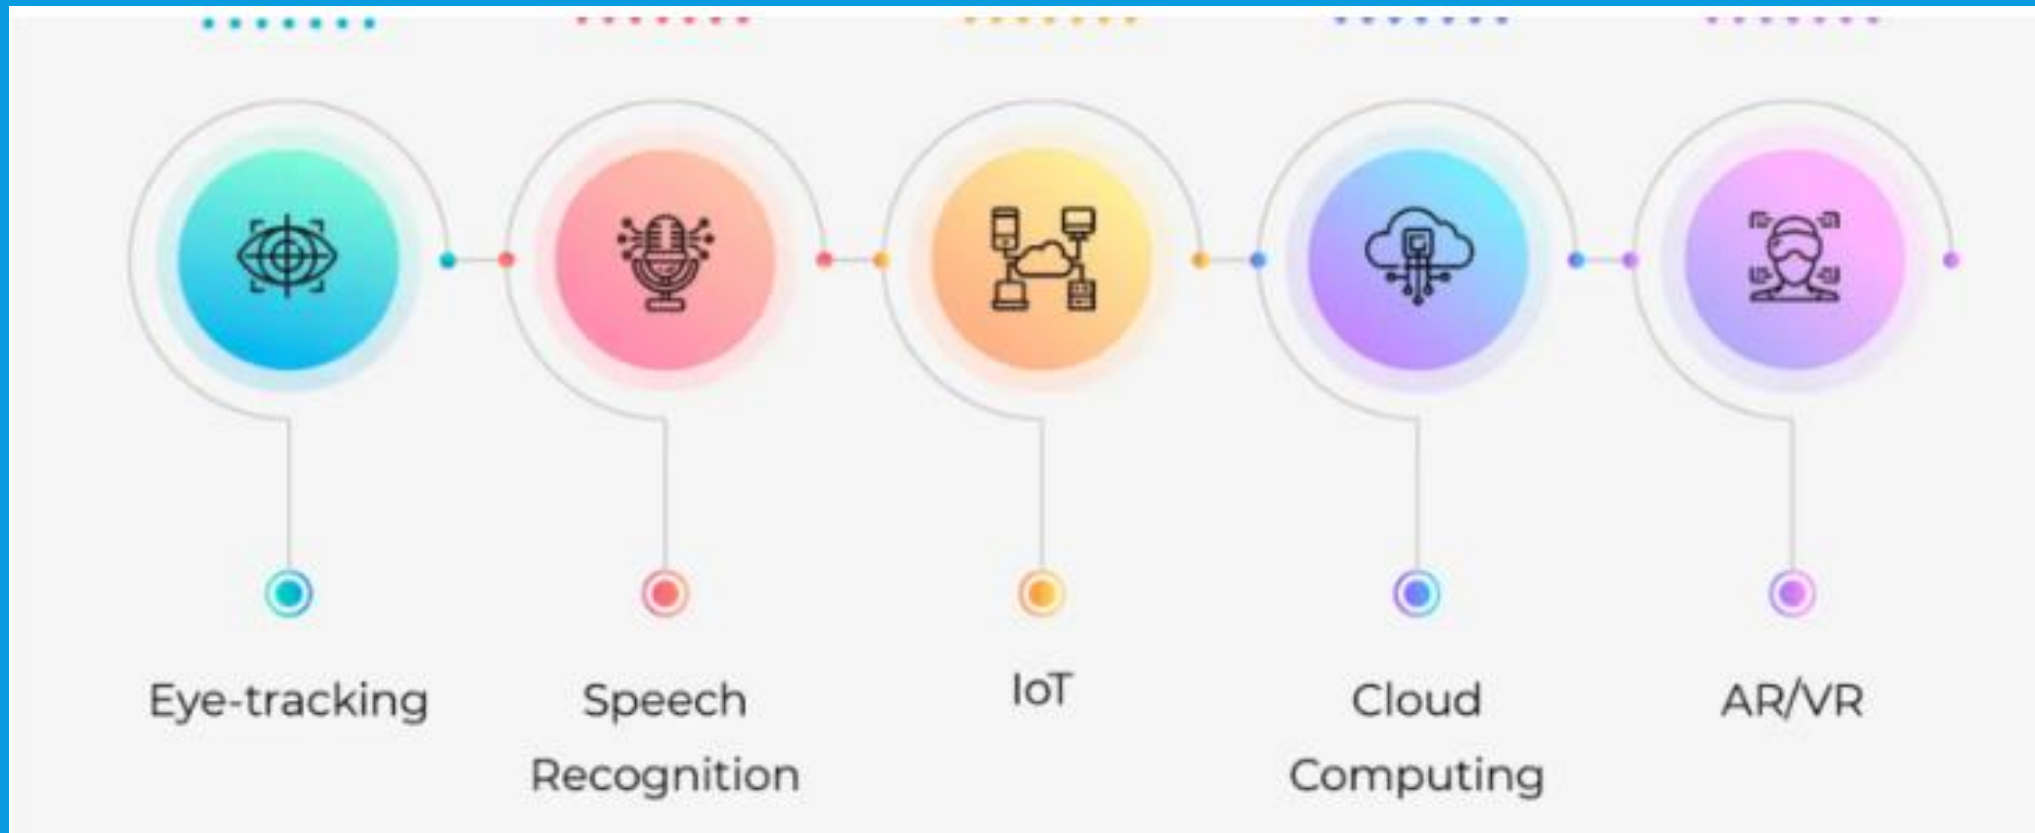 Eye-tracking
Speech
Recognition
IoT
Cloud
Computing
AR/VR